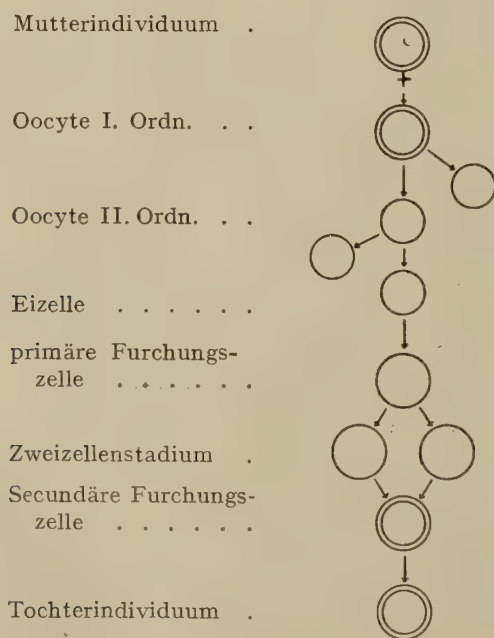 Mutterindividuum .
Oocyte I. Ordn. . .
Oocyte II. Ordn. . .
Eizelle . . . . . .
primäre Furchungs-
zelle . . . . . .
Zweizellenstadium .
Secundäre Furchungs-
zelle . . . . . .
Tochterindividuum .